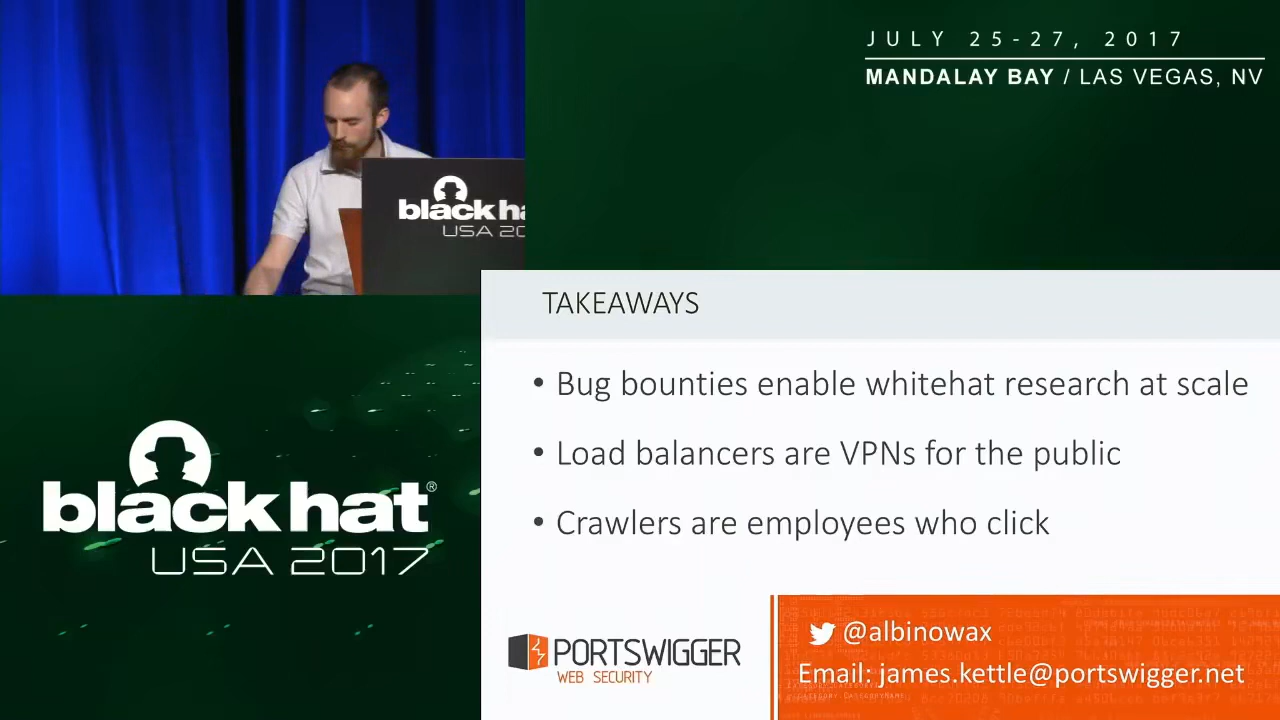 JULY 25-27, 2017
MANDALAY BAY / LAS VEGAS, NV
black ha
USA 20
TAKEAWAYS
• Bug bounties enable whitehat research at scale
• Load balancers are VPNs for the public
• Crawlers are employees who click
black hat®
USA 2017
PORTSWIGGER
WEB SECURITY
@albinowax
Email: james.kettle@portswigger.net